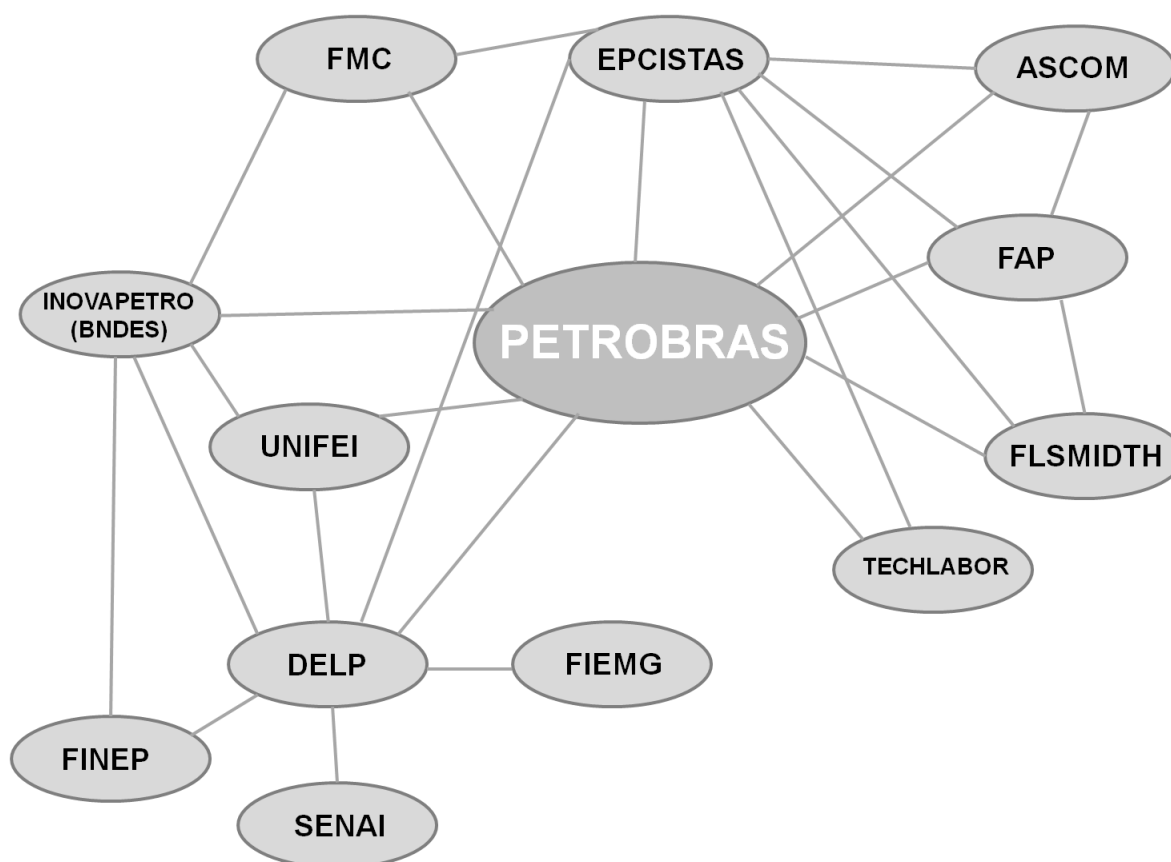 FMC
EPCISTAS
ASCOM
FAP
INOVAPETRO
(BNDES)
PETROBRAS
UNIFEI
FLSMIDTH
TECHLABOR
DELP
FIEMG
FINEP
SENAI